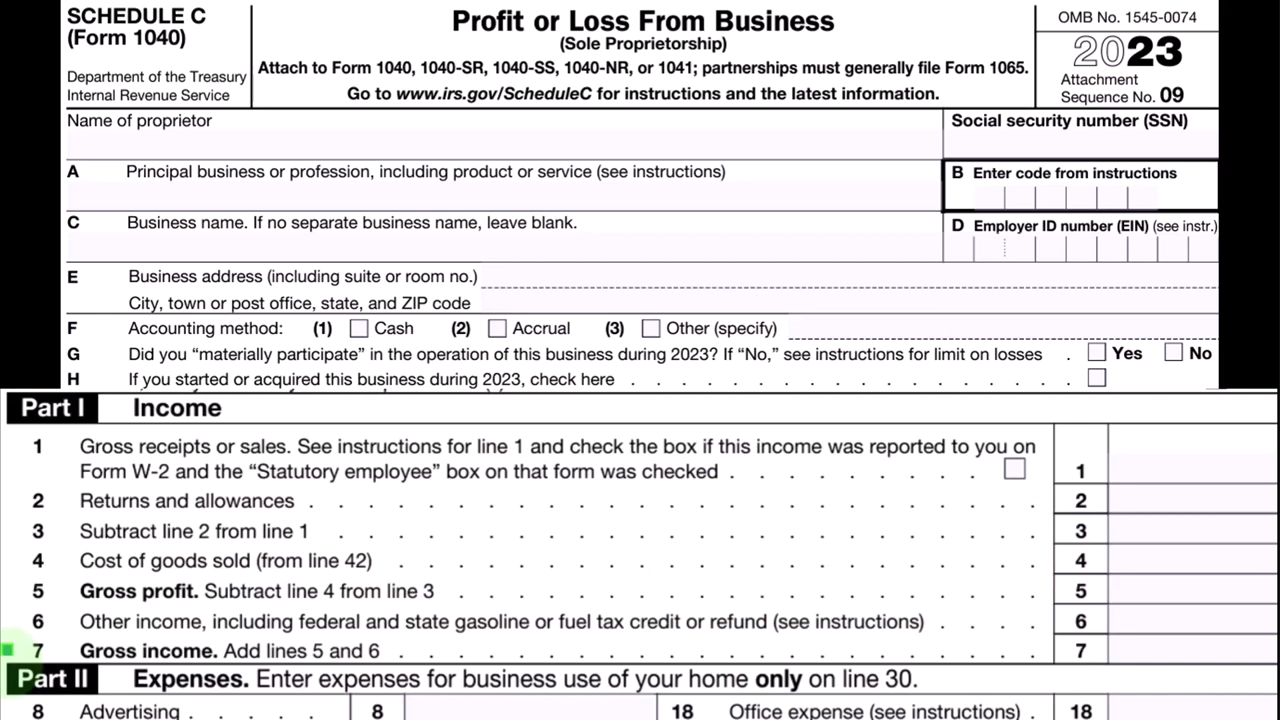 SCHEDULE C
(Form 1040)
Department of the Treasury
Internal Revenue Service
Profit or Loss From Business
(Sole Proprietorship)
Attach to Form 1040, 1040-SR, 1040-SS, 1040-NR, or 1041; partnerships must generally file Form 1065.
Go to www.irs.gov/ScheduleC for instructions and the latest information.
OMB No. 1545-0074
2023
Attachment
Sequence No. 09
Name of proprietor
Social security number (SSN)
A Principal business or profession, including product or service (see instructions)
B Enter code from instructions
C Business name. If no separate business name, leave blank.
D Employer ID number (EIN) (see instr.)
E Business address (including suite or room no.)
City, town or post office, state, and ZIP code
F Accounting method: (1) Cash (2) Accrual (3) Other (specify)
G Did you “materially participate” in the operation of this business during 2023? If “No,” see instructions for limit on losses . Yes No
H If you started or acquired this business during 2023, check here . . . . . . . . . . . . . . . .
Part I Income
1 Gross receipts or sales. See instructions for line 1 and check the box if this income was reported to you on
Form W-2 and the “Statutory employee” box on that form was checked . . . . . . . . . 1
2 Returns and allowances . . . . . . . . . . . . . . . . . . . . . . . . . 2
3 Subtract line 2 from line 1 . . . . . . . . . . . . . . . . . . . . . . . . 3
4 Cost of goods sold (from line 42) . . . . . . . . . . . . . . . . . . . . . . 4
5 Gross profit. Subtract line 4 from line 3 . . . . . . . . . . . . . . . . . . . . 5
6 Other income, including federal and state gasoline or fuel tax credit or refund (see instructions) . . . . 6
7 Gross income. Add lines 5 and 6 . . . . . . . . . . . . . . . . . . . . . . 7
Part II Expenses. Enter expenses for business use of your home only on line 30.
8 Advertising . . . . . 8 18 Office expense (see instructions) . 18